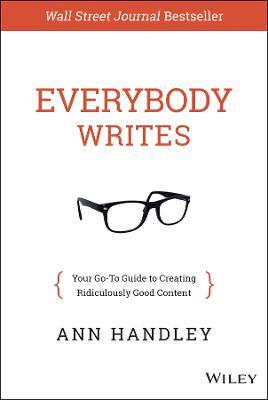 Wall Street Journal Bestseller
EVERYBODY
WRITES
{ Your Go-To Guide to Creating }
Ridiculously Good Content
ANN HANDLEY
WILEY